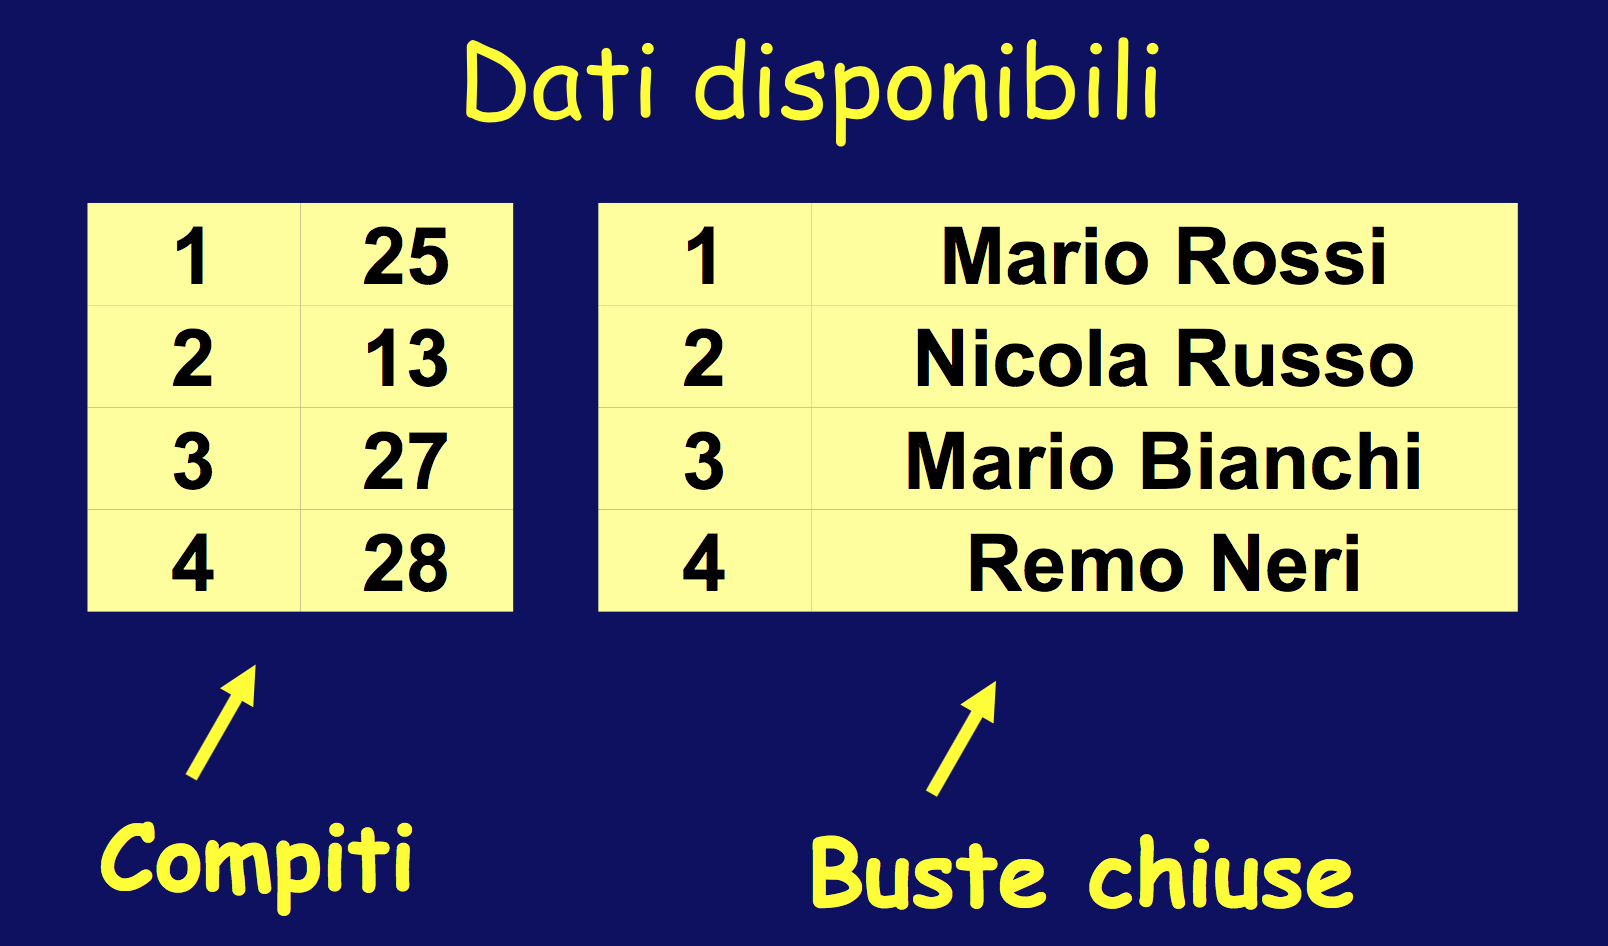 Dati disponibili
1 25
2 13
3 27
4 28
1 Mario Rossi
2 Nicola Russo
3 Mario Bianchi
4 Remo Neri
Compiti
Buste chiuse